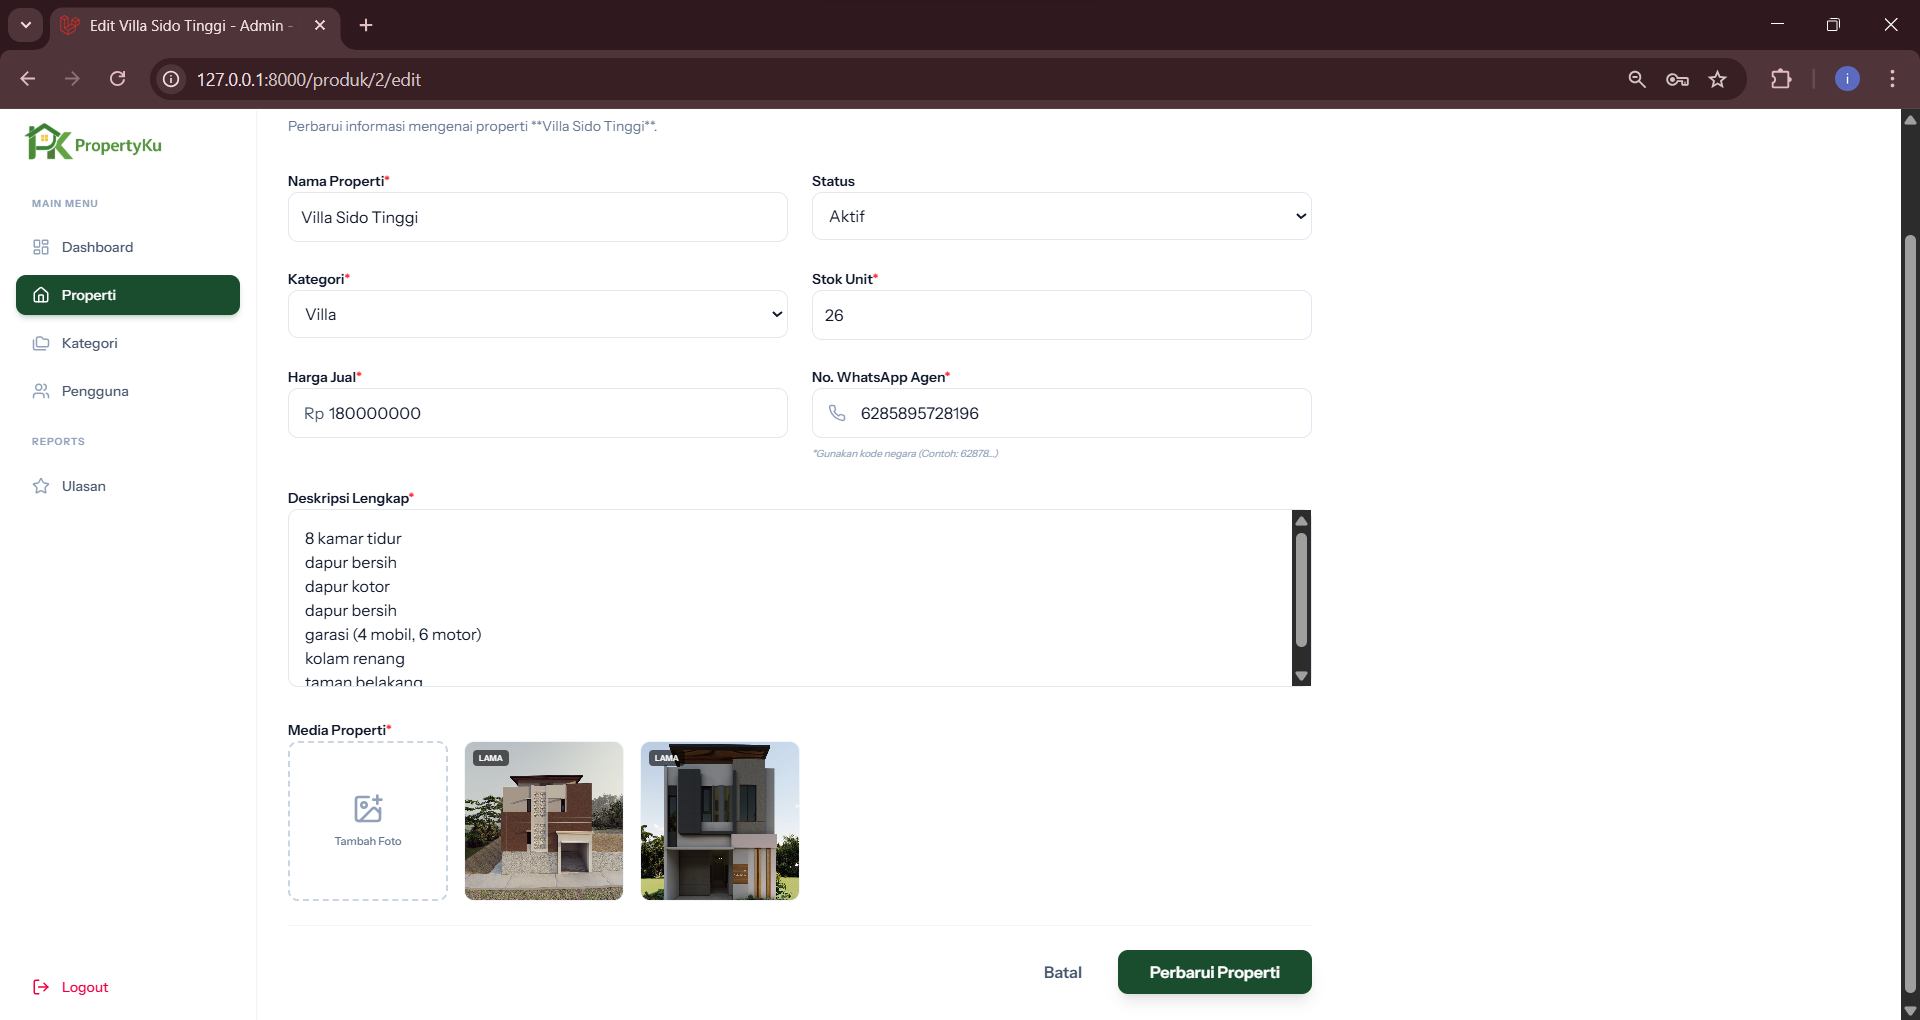 Edit Villa Sido Tinggi - Admin -
127.0.0.1:8000/produk/2/edit
i
PropertyKu
MAIN MENU
Dashboard
Properti
Kategori
Pengguna
REPORTS
Ulasan
Logout
Perbarui informasi mengenai properti **Villa Sido Tinggi**.
Nama Properti*
Villa Sido Tinggi
Status
Aktif
Kategori*
Villa
Stok Unit*
26
Harga Jual*
Rp 180000000
No. WhatsApp Agen*
6285895728196
*Gunakan kode negara (Contoh: 62878...)
Deskripsi Lengkap*
8 kamar tidur
dapur bersih
dapur kotor
dapur bersih
garasi (4 mobil, 6 motor)
kolam renang
taman belakang
Media Properti*
Tambah Foto
LAMA
LAMA
Batal
Perbarui Properti